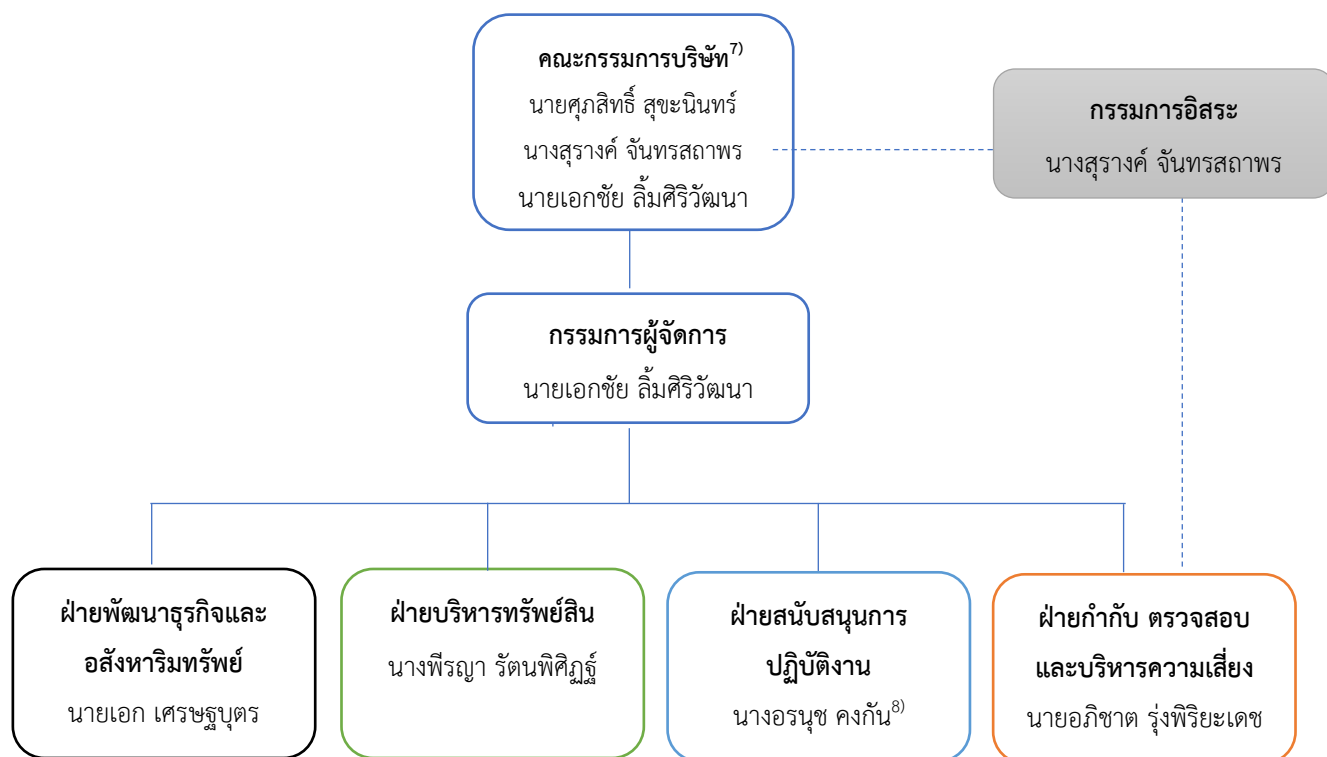 คณะกรรมการบริษัท7)
นายศุภสิทธิ์ สุขะนินทร์
นางสุรางค์ จันทรสถาพร
นายเอกชัย ลิ้มศิริวัฒนา
กรรมการอิสระ
นางสุรางค์ จันทรสถาพร
กรรมการผู้จัดการ
นายเอกชัย ลิ้มศิริวัฒนา
ฝ่ายพัฒนาธุรกิจและ
อสังหาริมทรัพย์
นายเอก เศรษฐบุตร
ฝ่ายบริหารทรัพย์สิน
นางพีรญา รัตนพิศิฏฐ์
ฝ่ายสนับสนุนการ
ปฏิบัติงาน
นางอรนุช คงกัน8)
ฝ่ายกำกับ ตรวจสอบ
และบริหารความเสี่ยง
นายอภิชาต รุ่งพิริยะเดช